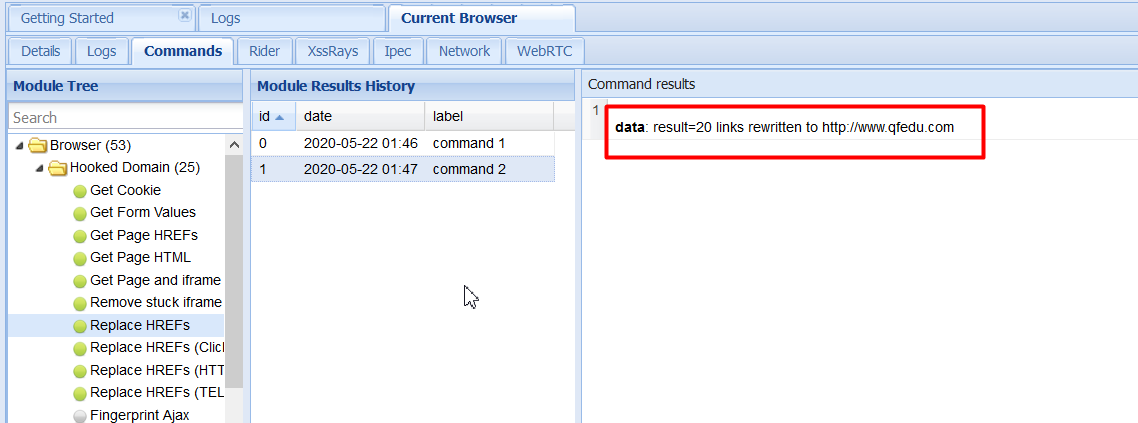 Getting Started Logs Current Browser
Details Logs Commands Rider XssRays Ipec Network WebRTC
Module Tree
Search
Browser (53)
Hooked Domain (25)
Get Cookie
Get Form Values
Get Page HREFs
Get Page HTML
Get Page and iframe
Remove stuck iframe
Replace HREFs
Replace HREFs (Clic
Replace HREFs (HTT
Replace HREFs (TEL
Fingerprint Ajax
Module Results History
id date label
0 2020-05-22 01:46 command 1
1 2020-05-22 01:47 command 2
Command results
1
data: result=20 links rewritten to http://www.qfedu.com